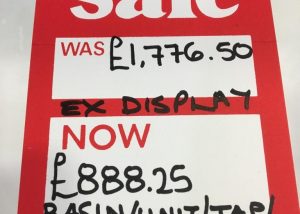 sale
WAS £1,776.50
EX DISPLAY
NOW
£888.25
BASIN/UNIT/TAP/